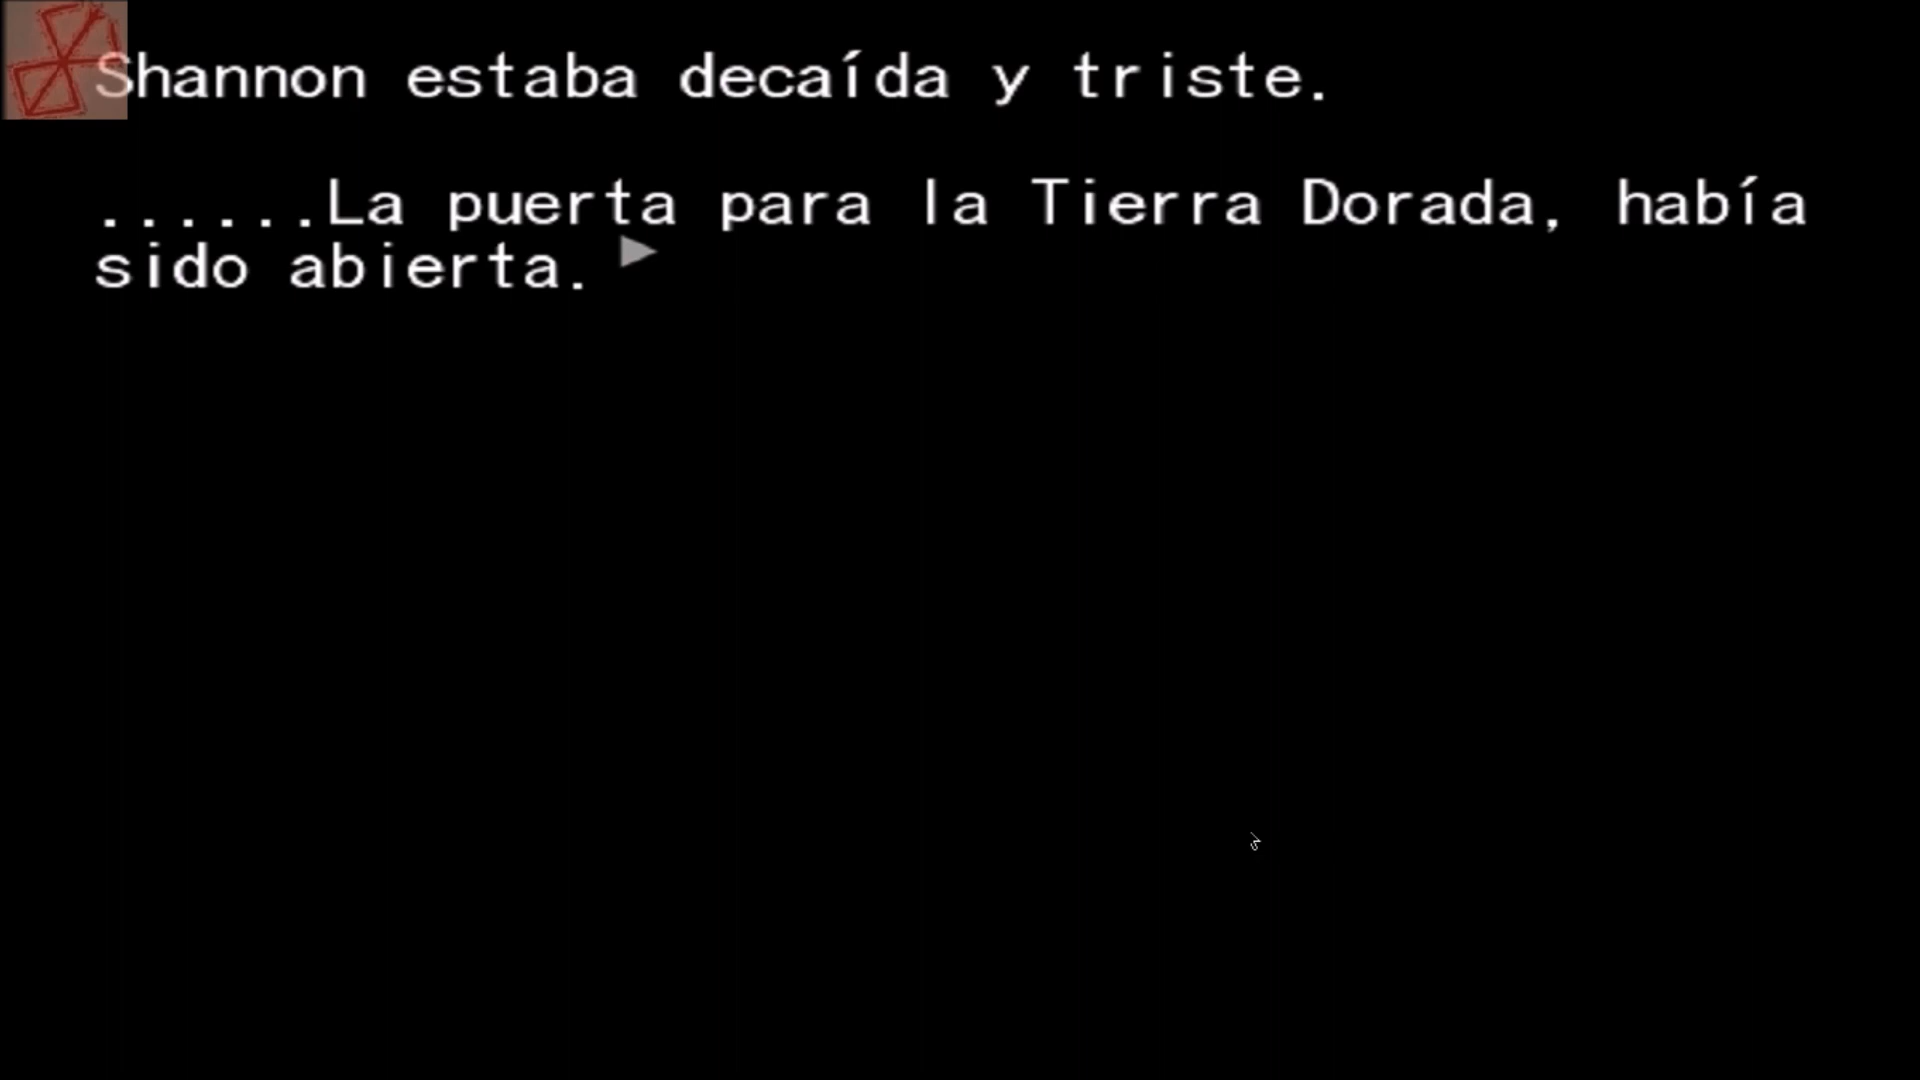 Shannon estaba decaída y triste.
......La puerta para la Tierra Dorada, había
sido abierta.